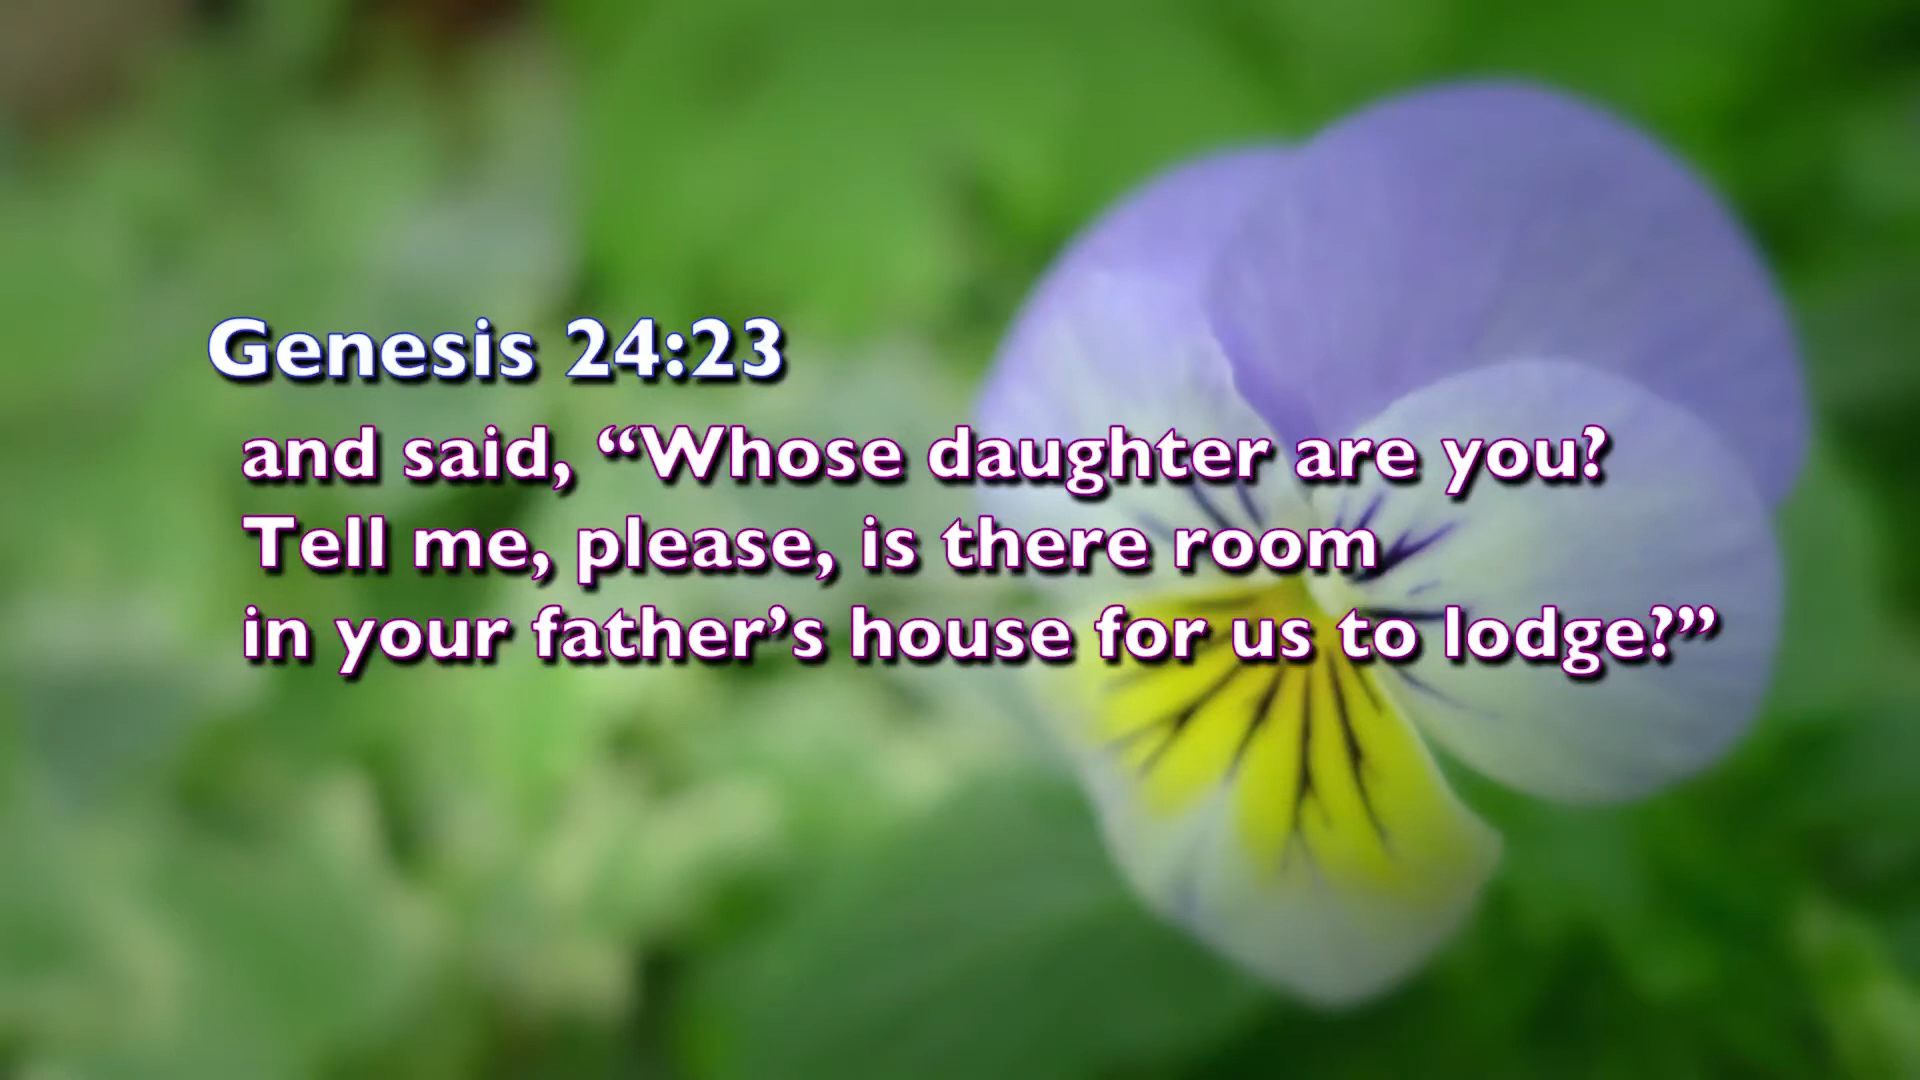 Genesis 24:23
and said, “Whose daughter are you?
Tell me, please, is there room
in your father’s house for us to lodge?”